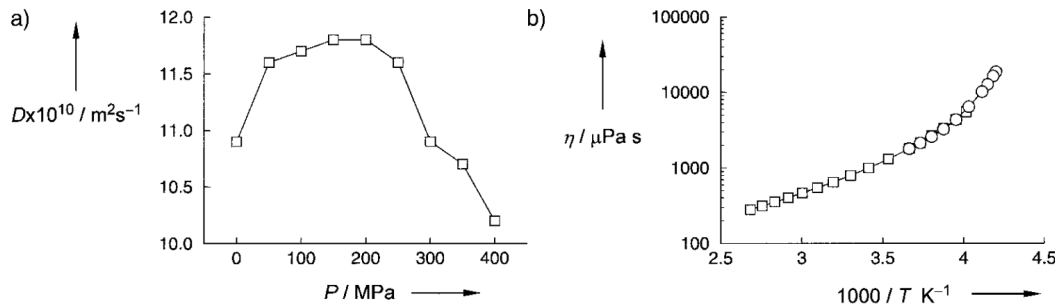 a)
12.0
11.5
11.0
10.5
10.0
Dx10¹⁰ / m²s⁻¹
0 100 200 300 400
P / MPa
b)
100000
10000
1000
100
η / μPa s
2.5 3 3.5 4 4.5
1000 / T K⁻¹